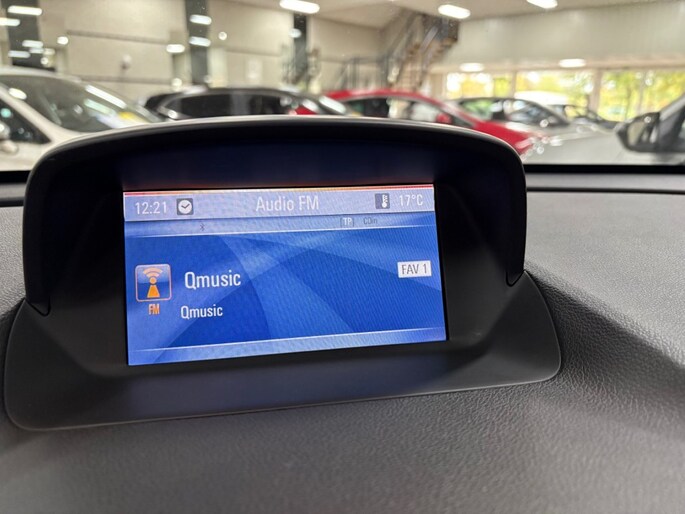 12:21 Audio FM 17°C
TP
Qmusic FAV 1
FM Qmusic